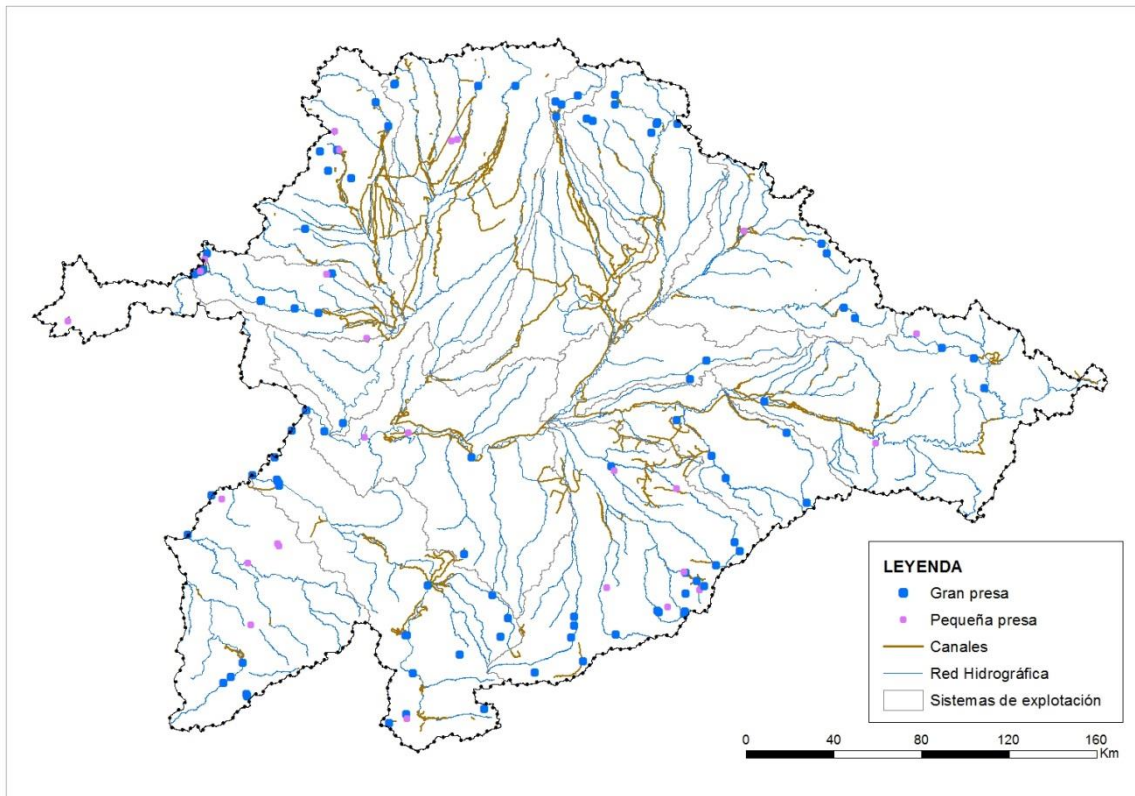 LEYENDA
Gran presa
Pequeña presa
Canales
Red Hidrográfica
Sistemas de explotación
0 40 80 120 160
Km